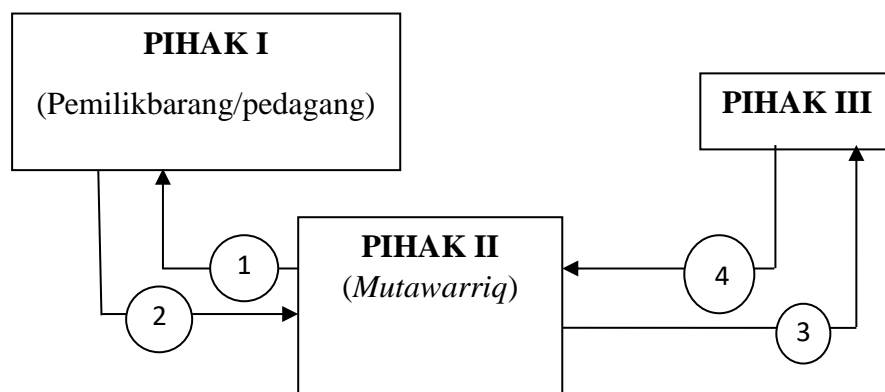 PIHAK I
(Pemilikbarang/pedagang)
PIHAK III
PIHAK II
(Mutawarriq)
1
2
4
3